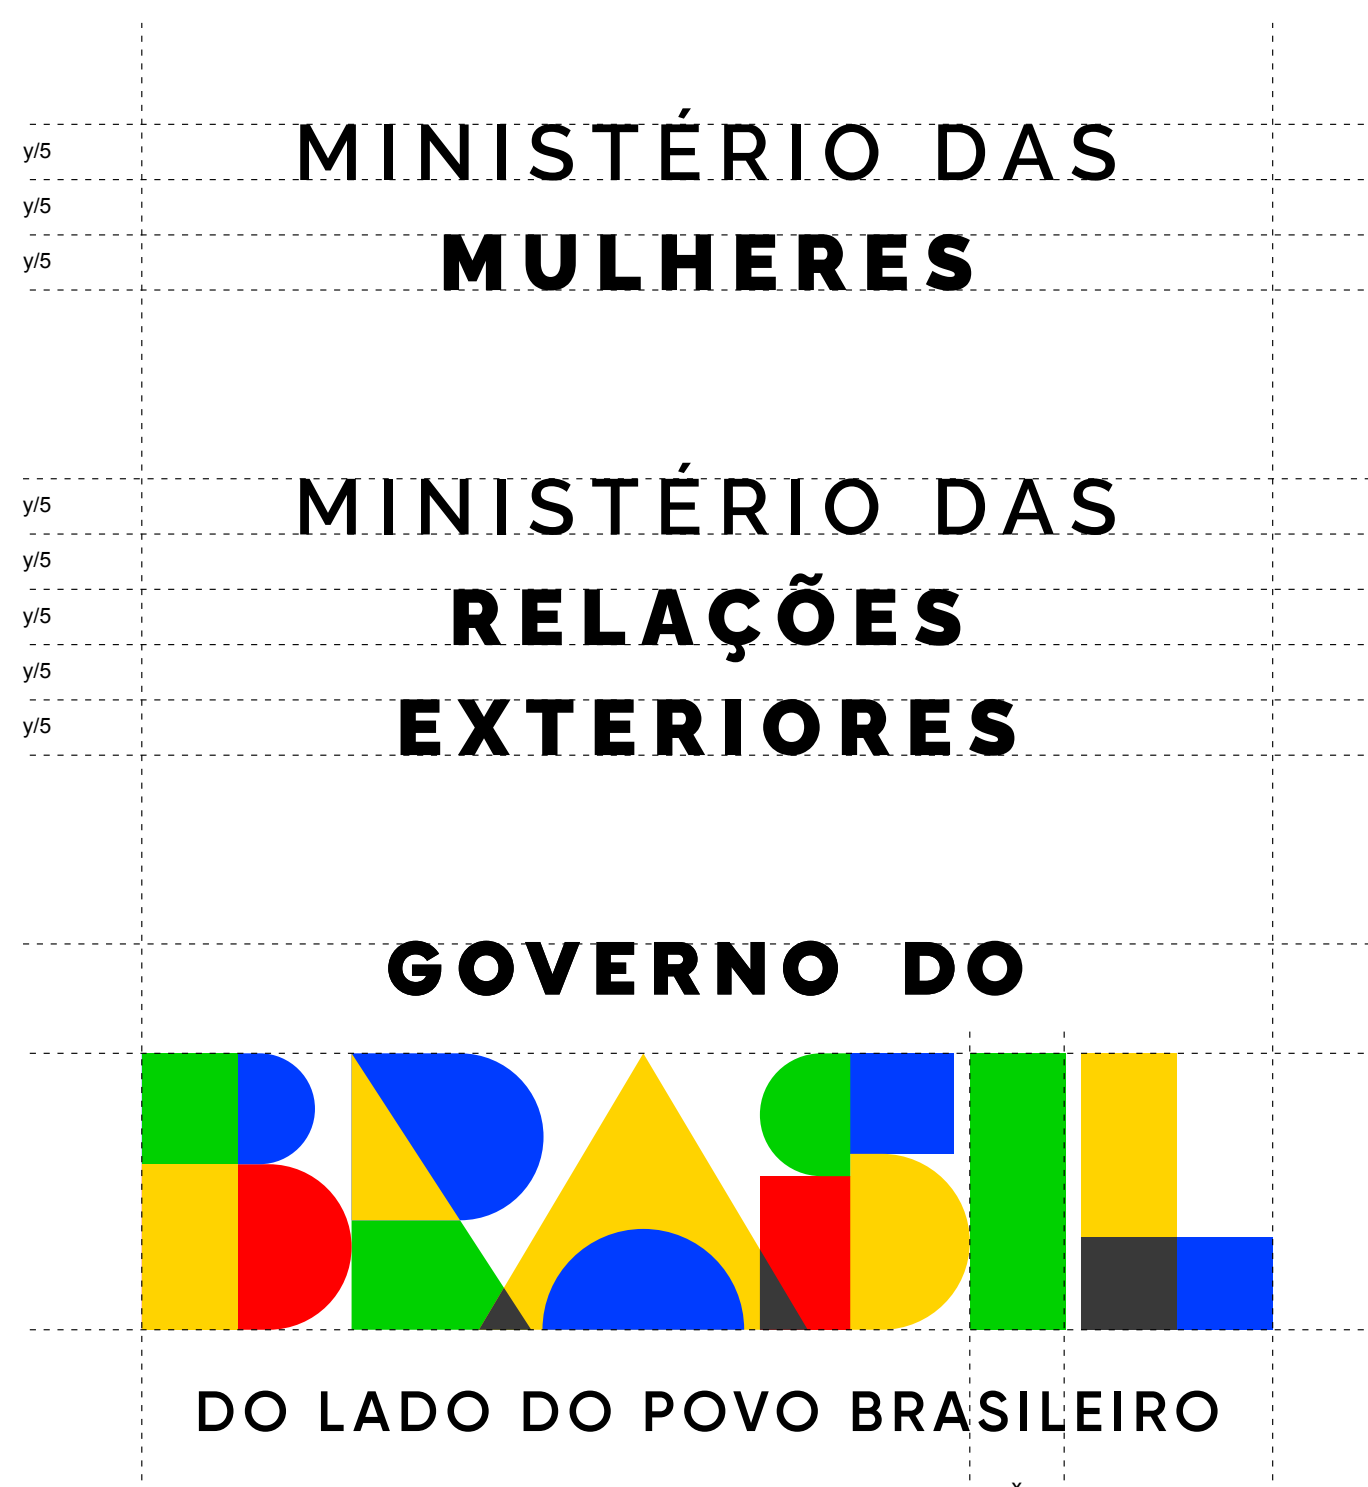 y/5 MINISTÉRIO DAS
y/5
y/5 MULHERES
y/5 MINISTÉRIO DAS
y/5
y/5 RELAÇÕES
y/5
y/5 EXTERIORES
GOVERNO DO
BRASIL
DO LADO DO POVO BRASILEIRO
x